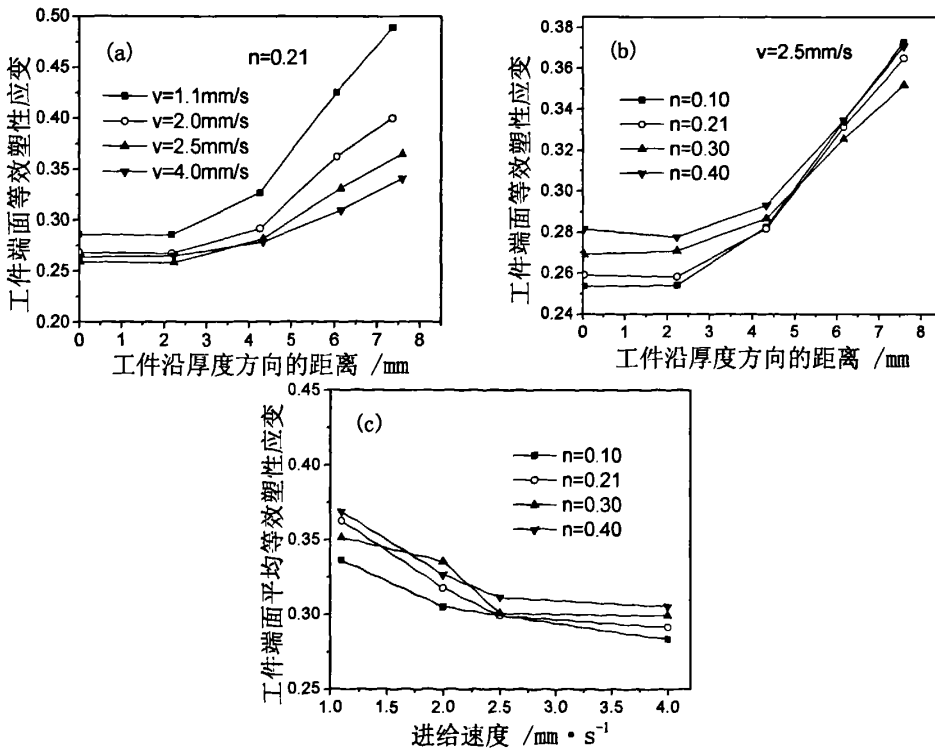 工件端面等效塑性应变
0.50
0.45
0.40
0.35
0.30
0.25
0.20
(a)
n=0.21
v=1.1mm/s
v=2.0mm/s
v=2.5mm/s
v=4.0mm/s
0 1 2 3 4 5 6 7 8
工件沿厚度方向的距离 /mm
工件端面等效塑性应变
0.38
0.36
0.34
0.32
0.30
0.28
0.26
0.24
(b)
v=2.5mm/s
n=0.10
n=0.21
n=0.30
n=0.40
0 1 2 3 4 5 6 7 8
工件沿厚度方向的距离 /mm
工件端面平均等效塑性应变
0.45
0.40
0.35
0.30
0.25
(c)
n=0.10
n=0.21
n=0.30
n=0.40
1.0 1.5 2.0 2.5 3.0 3.5 4.0
进给速度 /mm·s⁻¹